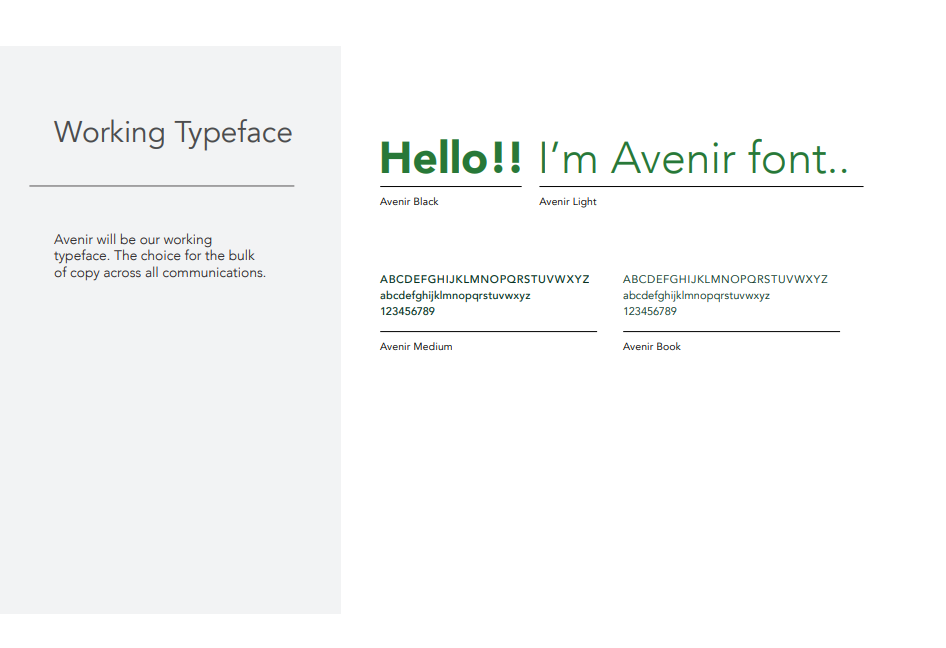 Working Typeface
Avenir will be our working
typeface. The choice for the bulk
of copy across all communications.
Hello!! I’m Avenir font..
Avenir Black
Avenir Light
ABCDEFGHIJKLMNOPQRSTUVWXYZ
abcdefghijklmnopqrstuvwxyz
123456789
Avenir Medium
ABCDEFGHIJKLMNOPQRSTUVWXYZ
abcdefghijklmnopqrstuvwxyz
123456789
Avenir Book